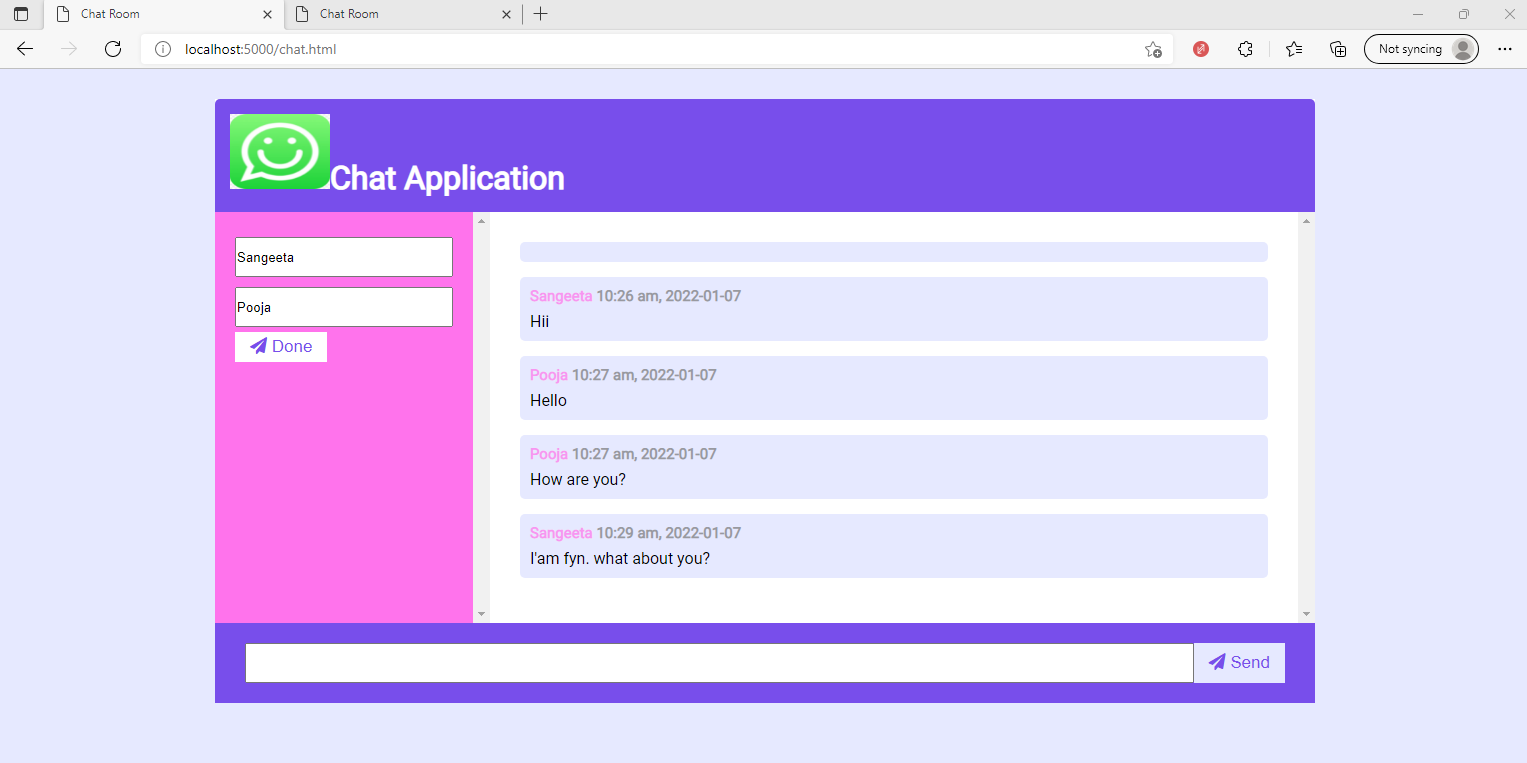 Chat Room
Chat Room
localhost:5000/chat.html
Not syncing
Chat Application
Sangeeta
Pooja
Done
Sangeeta 10:26 am, 2022-01-07
Hii
Pooja 10:27 am, 2022-01-07
Hello
Pooja 10:27 am, 2022-01-07
How are you?
Sangeeta 10:29 am, 2022-01-07
I'am fyn. what about you?
Send